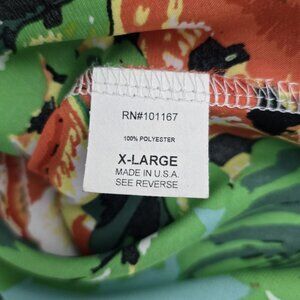 RN#101167
100% POLYESTER
X-LARGE
MADE IN U.S.A.
SEE REVERSE